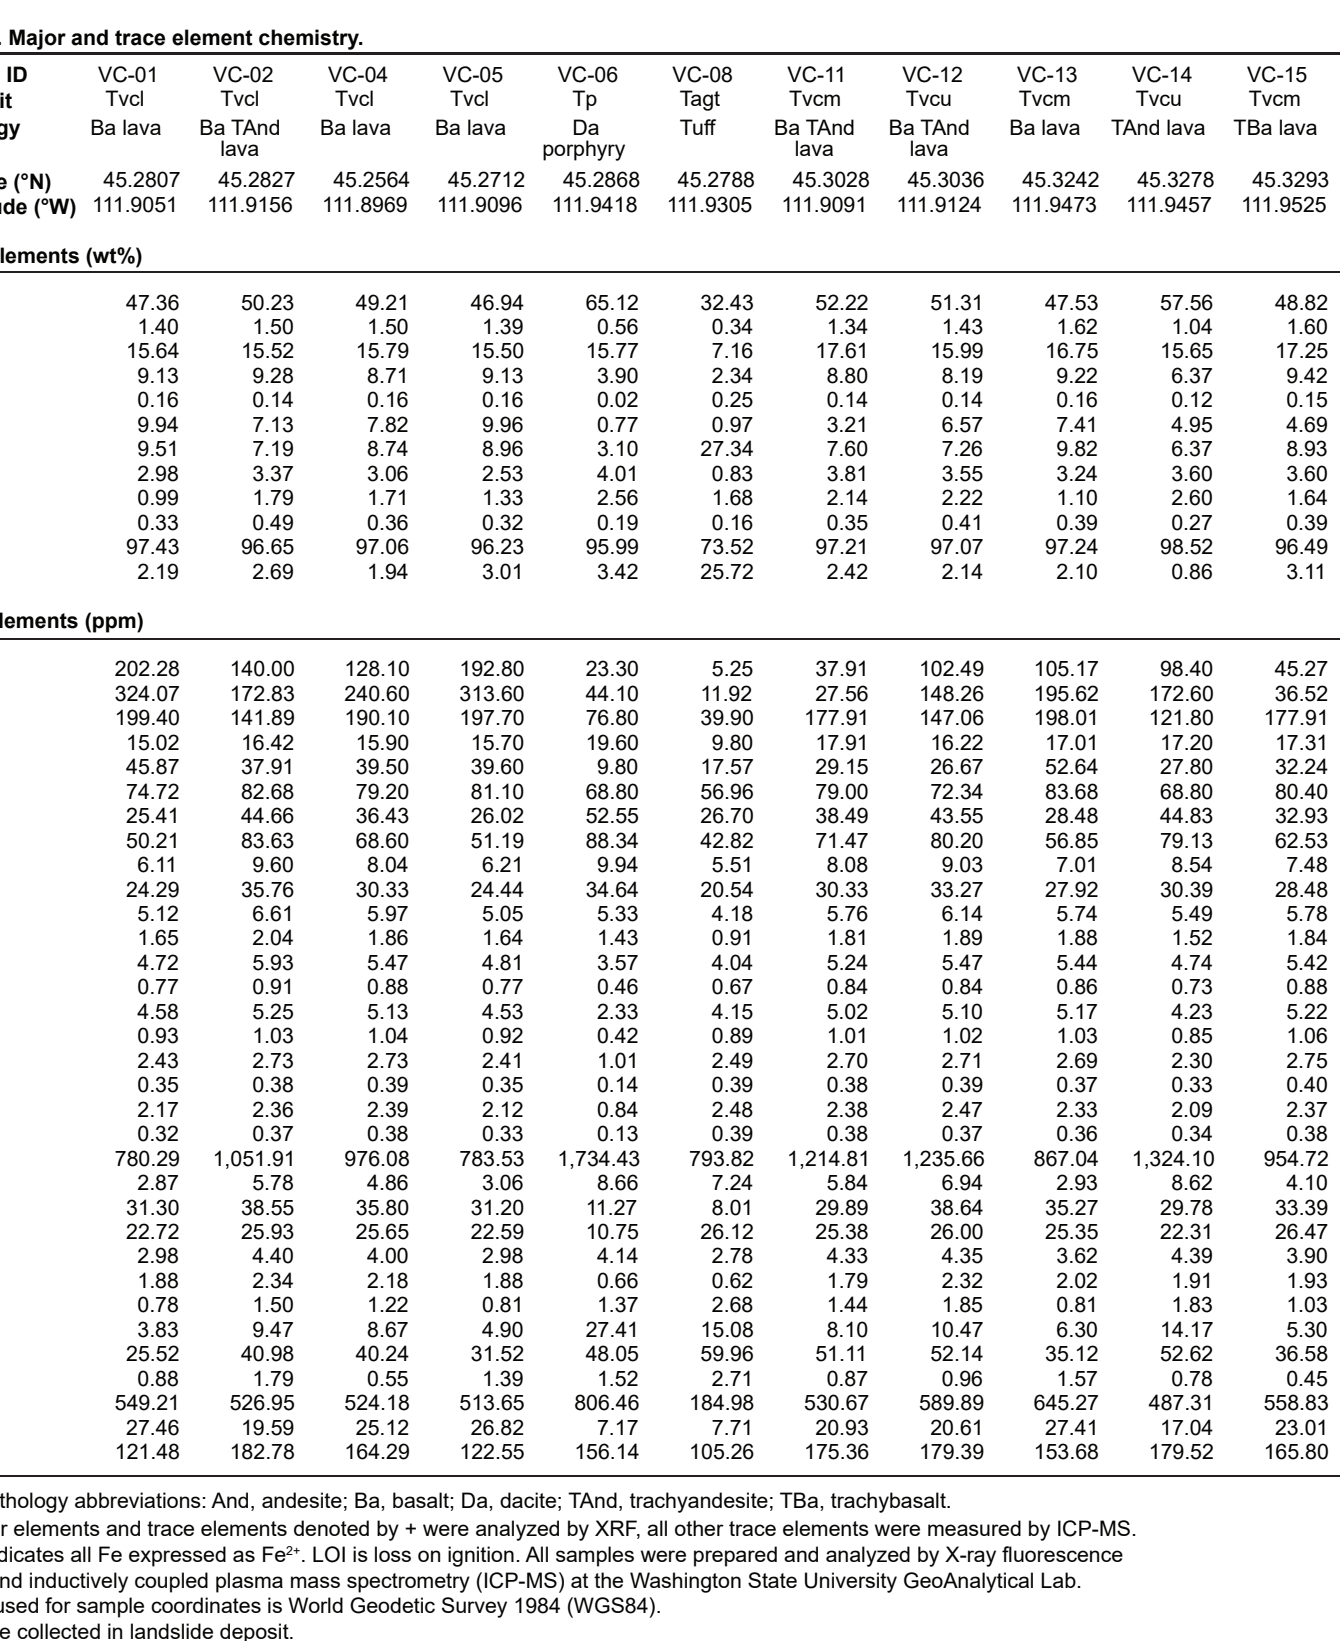 . Major and trace element chemistry.
ID VC-01 VC-02 VC-04 VC-05 VC-06 VC-08 VC-11 VC-12 VC-13 VC-14 VC-15
it Tvcl Tvcl Tvcl Tvcl Tp Tagt Tvcm Tvcu Tvcm Tvcu Tvcm
gy Ba lava Ba TAnd Ba lava Ba lava Da Tuff Ba TAnd Ba TAnd Ba lava TAnd lava TBa lava
lava porphyry lava lava
e (°N) 45.2807 45.2827 45.2564 45.2712 45.2868 45.2788 45.3028 45.3036 45.3242 45.3278 45.3293
ude (°W) 111.9051 111.9156 111.8969 111.9096 111.9418 111.9305 111.9091 111.9124 111.9473 111.9457 111.9525
lements (wt%)
47.36 50.23 49.21 46.94 65.12 32.43 52.22 51.31 47.53 57.56 48.82
1.40 1.50 1.50 1.39 0.56 0.34 1.34 1.43 1.62 1.04 1.60
15.64 15.52 15.79 15.50 15.77 7.16 17.61 15.99 16.75 15.65 17.25
9.13 9.28 8.71 9.13 3.90 2.34 8.80 8.19 9.22 6.37 9.42
0.16 0.14 0.16 0.16 0.02 0.25 0.14 0.14 0.16 0.12 0.15
9.94 7.13 7.82 9.96 0.77 0.97 3.21 6.57 7.41 4.95 4.69
9.51 7.19 8.74 8.96 3.10 27.34 7.60 7.26 9.82 6.37 8.93
2.98 3.37 3.06 2.53 4.01 0.83 3.81 3.55 3.24 3.60 3.60
0.99 1.79 1.71 1.33 2.56 1.68 2.14 2.22 1.10 2.60 1.64
0.33 0.49 0.36 0.32 0.19 0.16 0.35 0.41 0.39 0.27 0.39
97.43 96.65 97.06 96.23 95.99 73.52 97.21 97.07 97.24 98.52 96.49
2.19 2.69 1.94 3.01 3.42 25.72 2.42 2.14 2.10 0.86 3.11
lements (ppm)
202.28 140.00 128.10 192.80 23.30 5.25 37.91 102.49 105.17 98.40 45.27
324.07 172.83 240.60 313.60 44.10 11.92 27.56 148.26 195.62 172.60 36.52
199.40 141.89 190.10 197.70 76.80 39.90 177.91 147.06 198.01 121.80 177.91
15.02 16.42 15.90 15.70 19.60 9.80 17.91 16.22 17.01 17.20 17.31
45.87 37.91 39.50 39.60 9.80 17.57 29.15 26.67 52.64 27.80 32.24
74.72 82.68 79.20 81.10 68.80 56.96 79.00 72.34 83.68 68.80 80.40
25.41 44.66 36.43 26.02 52.55 26.70 38.49 43.55 28.48 44.83 32.93
50.21 83.63 68.60 51.19 88.34 42.82 71.47 80.20 56.85 79.13 62.53
6.11 9.60 8.04 6.21 9.94 5.51 8.08 9.03 7.01 8.54 7.48
24.29 35.76 30.33 24.44 34.64 20.54 30.33 33.27 27.92 30.39 28.48
5.12 6.61 5.97 5.05 5.33 4.18 5.76 6.14 5.74 5.49 5.78
1.65 2.04 1.86 1.64 1.43 0.91 1.81 1.89 1.88 1.52 1.84
4.72 5.93 5.47 4.81 3.57 4.04 5.24 5.47 5.44 4.74 5.42
0.77 0.91 0.88 0.77 0.46 0.67 0.84 0.84 0.86 0.73 0.88
4.58 5.25 5.13 4.53 2.33 4.15 5.02 5.10 5.17 4.23 5.22
0.93 1.03 1.04 0.92 0.42 0.89 1.01 1.02 1.03 0.85 1.06
2.43 2.73 2.73 2.41 1.01 2.49 2.70 2.71 2.69 2.30 2.75
0.35 0.38 0.39 0.35 0.14 0.39 0.38 0.39 0.37 0.33 0.40
2.17 2.36 2.39 2.12 0.84 2.48 2.38 2.47 2.33 2.09 2.37
0.32 0.37 0.38 0.33 0.13 0.39 0.38 0.37 0.36 0.34 0.38
780.29 1,051.91 976.08 783.53 1,734.43 793.82 1,214.81 1,235.66 867.04 1,324.10 954.72
2.87 5.78 4.86 3.06 8.66 7.24 5.84 6.94 2.93 8.62 4.10
31.30 38.55 35.80 31.20 11.27 8.01 29.89 38.64 35.27 29.78 33.39
22.72 25.93 25.65 22.59 10.75 26.12 25.38 26.00 25.35 22.31 26.47
2.98 4.40 4.00 2.98 4.14 2.78 4.33 4.35 3.62 4.39 3.90
1.88 2.34 2.18 1.88 0.66 0.62 1.79 2.32 2.02 1.91 1.93
0.78 1.50 1.22 0.81 1.37 2.68 1.44 1.85 0.81 1.83 1.03
3.83 9.47 8.67 4.90 27.41 15.08 8.10 10.47 6.30 14.17 5.30
25.52 40.98 40.24 31.52 48.05 59.96 51.11 52.14 35.12 52.62 36.58
0.88 1.79 0.55 1.39 1.52 2.71 0.87 0.96 1.57 0.78 0.45
549.21 526.95 524.18 513.65 806.46 184.98 530.67 589.89 645.27 487.31 558.83
27.46 19.59 25.12 26.82 7.17 7.71 20.93 20.61 27.41 17.04 23.01
121.48 182.78 164.29 122.55 156.14 105.26 175.36 179.39 153.68 179.52 165.80
thology abbreviations: And, andesite; Ba, basalt; Da, dacite; TAnd, trachyandesite; TBa, trachybasalt.
r elements and trace elements denoted by + were analyzed by XRF, all other trace elements were measured by ICP-MS.
dicates all Fe expressed as Fe²⁺. LOI is loss on ignition. All samples were prepared and analyzed by X-ray fluorescence
nd inductively coupled plasma mass spectrometry (ICP-MS) at the Washington State University GeoAnalytical Lab.
used for sample coordinates is World Geodetic Survey 1984 (WGS84).
e collected in landslide deposit.